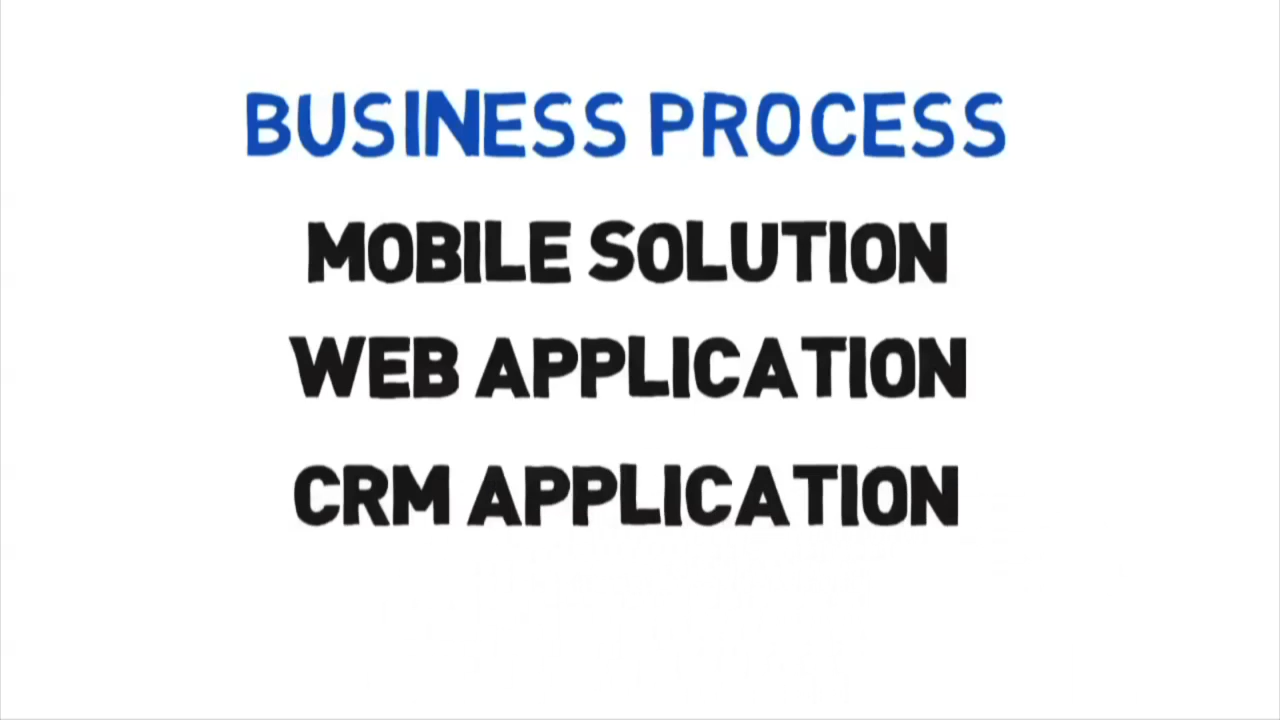 BUSINESS PROCESS
MOBILE SOLUTION
WEB APPLICATION
CRM APPLICATION